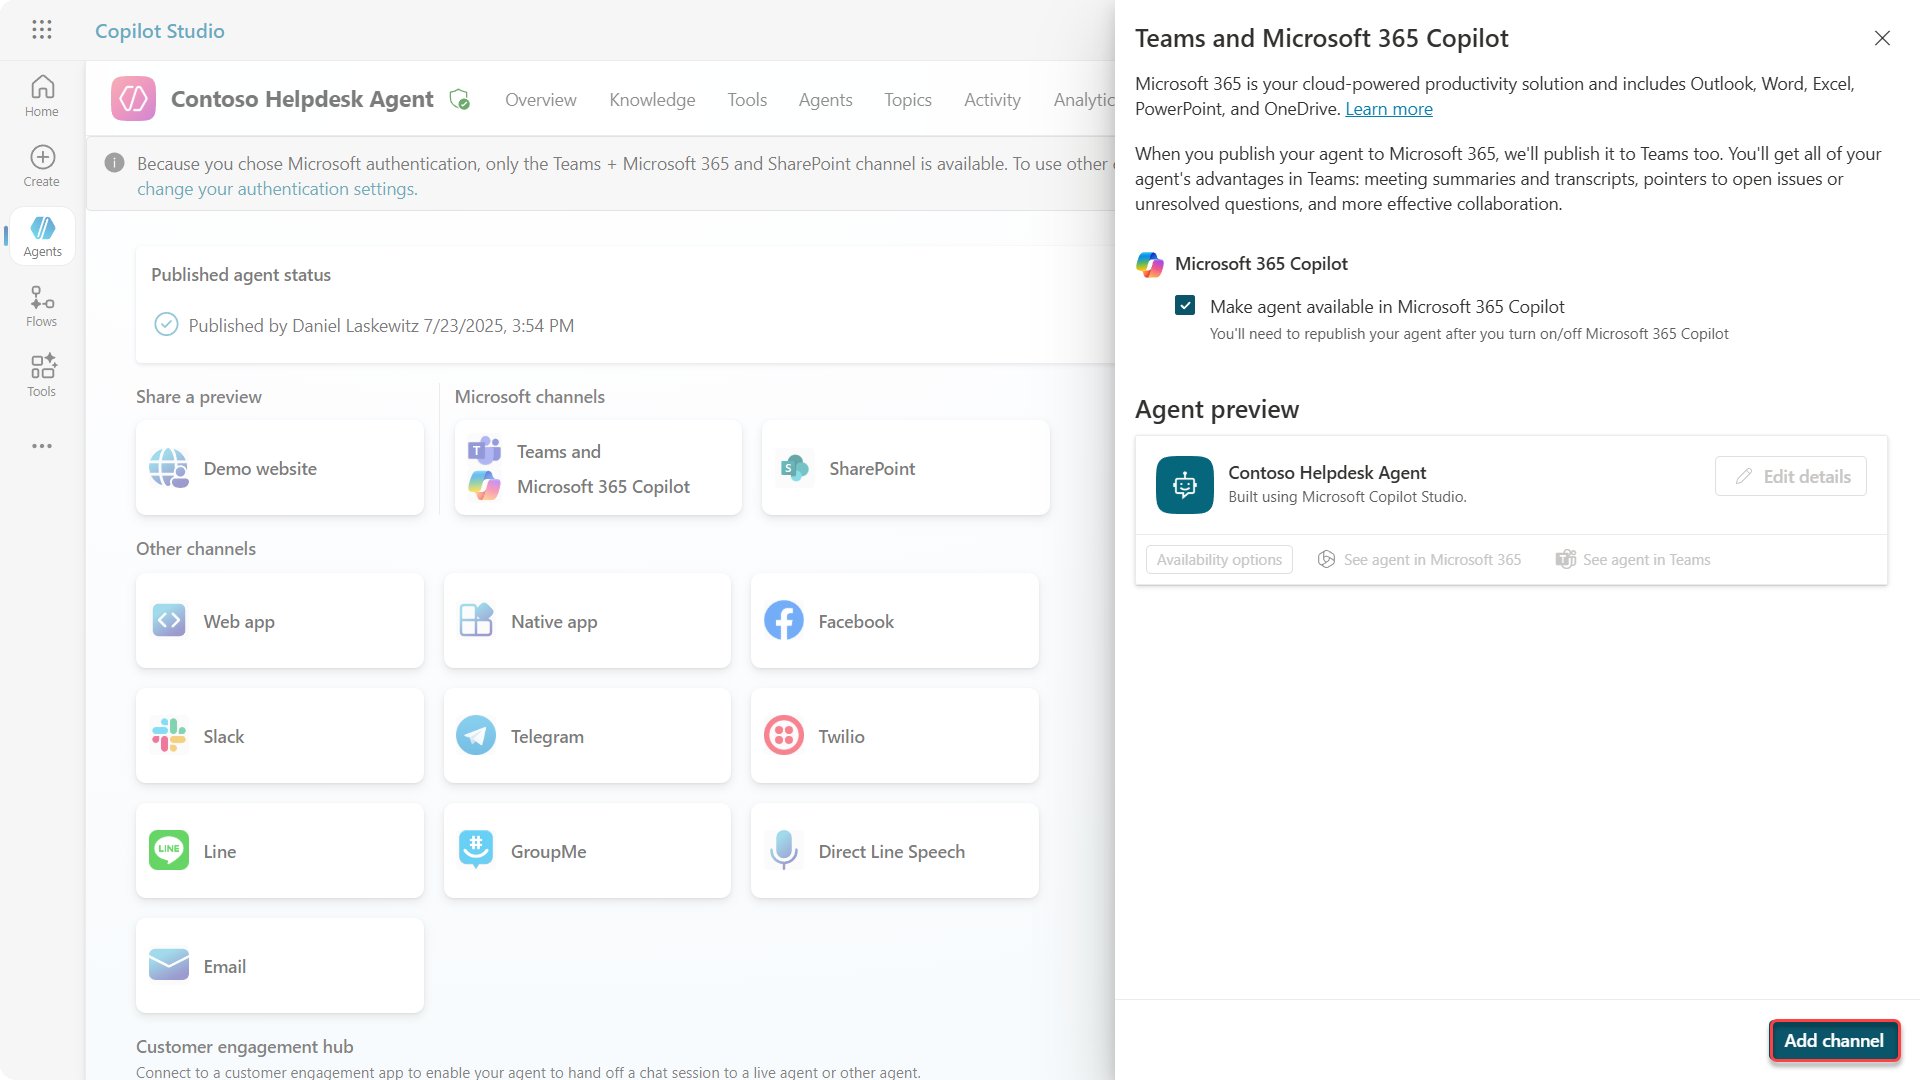 Copilot Studio
Home
Create
Agents
Flows
Tools
Contoso Helpdesk Agent
Overview
Knowledge
Tools
Agents
Topics
Activity
Analytic
Because you chose Microsoft authentication, only the Teams + Microsoft 365 and SharePoint channel is available. To use other
change your authentication settings.
Published agent status
Published by Daniel Laskewitz 7/23/2025, 3:54 PM
Share a preview
Microsoft channels
Demo website
Teams and
Microsoft 365 Copilot
SharePoint
Other channels
Web app
Native app
Facebook
Slack
Telegram
Twilio
LINE
Line
GroupMe
Direct Line Speech
Email
Customer engagement hub
Connect to a customer engagement app to enable your agent to hand off a chat session to a live agent or other agent.
Teams and Microsoft 365 Copilot
Microsoft 365 is your cloud-powered productivity solution and includes Outlook, Word, Excel,
PowerPoint, and OneDrive. Learn more
When you publish your agent to Microsoft 365, we'll publish it to Teams too. You'll get all of your
agent's advantages in Teams: meeting summaries and transcripts, pointers to open issues or
unresolved questions, and more effective collaboration.
Microsoft 365 Copilot
Make agent available in Microsoft 365 Copilot
You'll need to republish your agent after you turn on/off Microsoft 365 Copilot
Agent preview
Contoso Helpdesk Agent
Built using Microsoft Copilot Studio.
Edit details
Availability options
See agent in Microsoft 365
See agent in Teams
Add channel